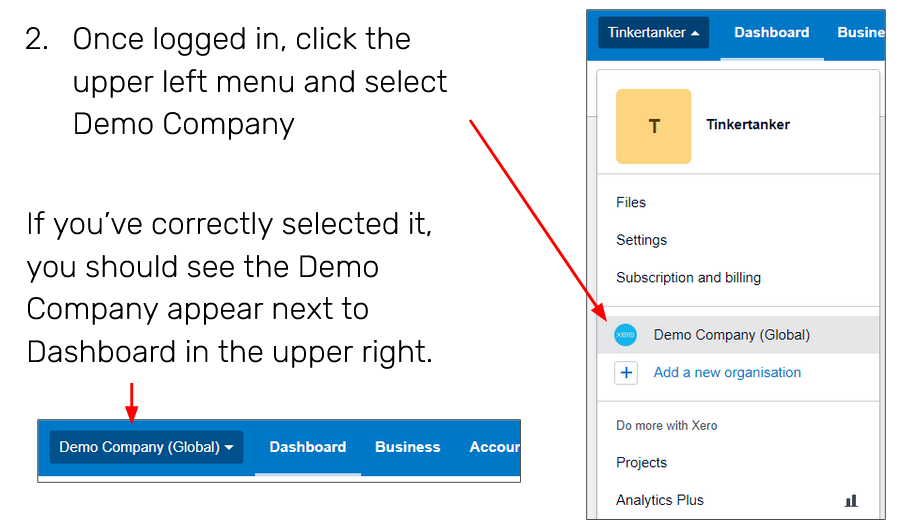 2. Once logged in, click the
upper left menu and select
Demo Company
If you've correctly selected it,
you should see the Demo
Company appear next to
Dashboard in the upper right.
Demo Company (Global) Dashboard Business Accour
Tinkertanker Dashboard Busine
T Tinkertanker
Files
Settings
Subscription and billing
xero Demo Company (Global)
+ Add a new organisation
Do more with Xero
Projects
Analytics Plus